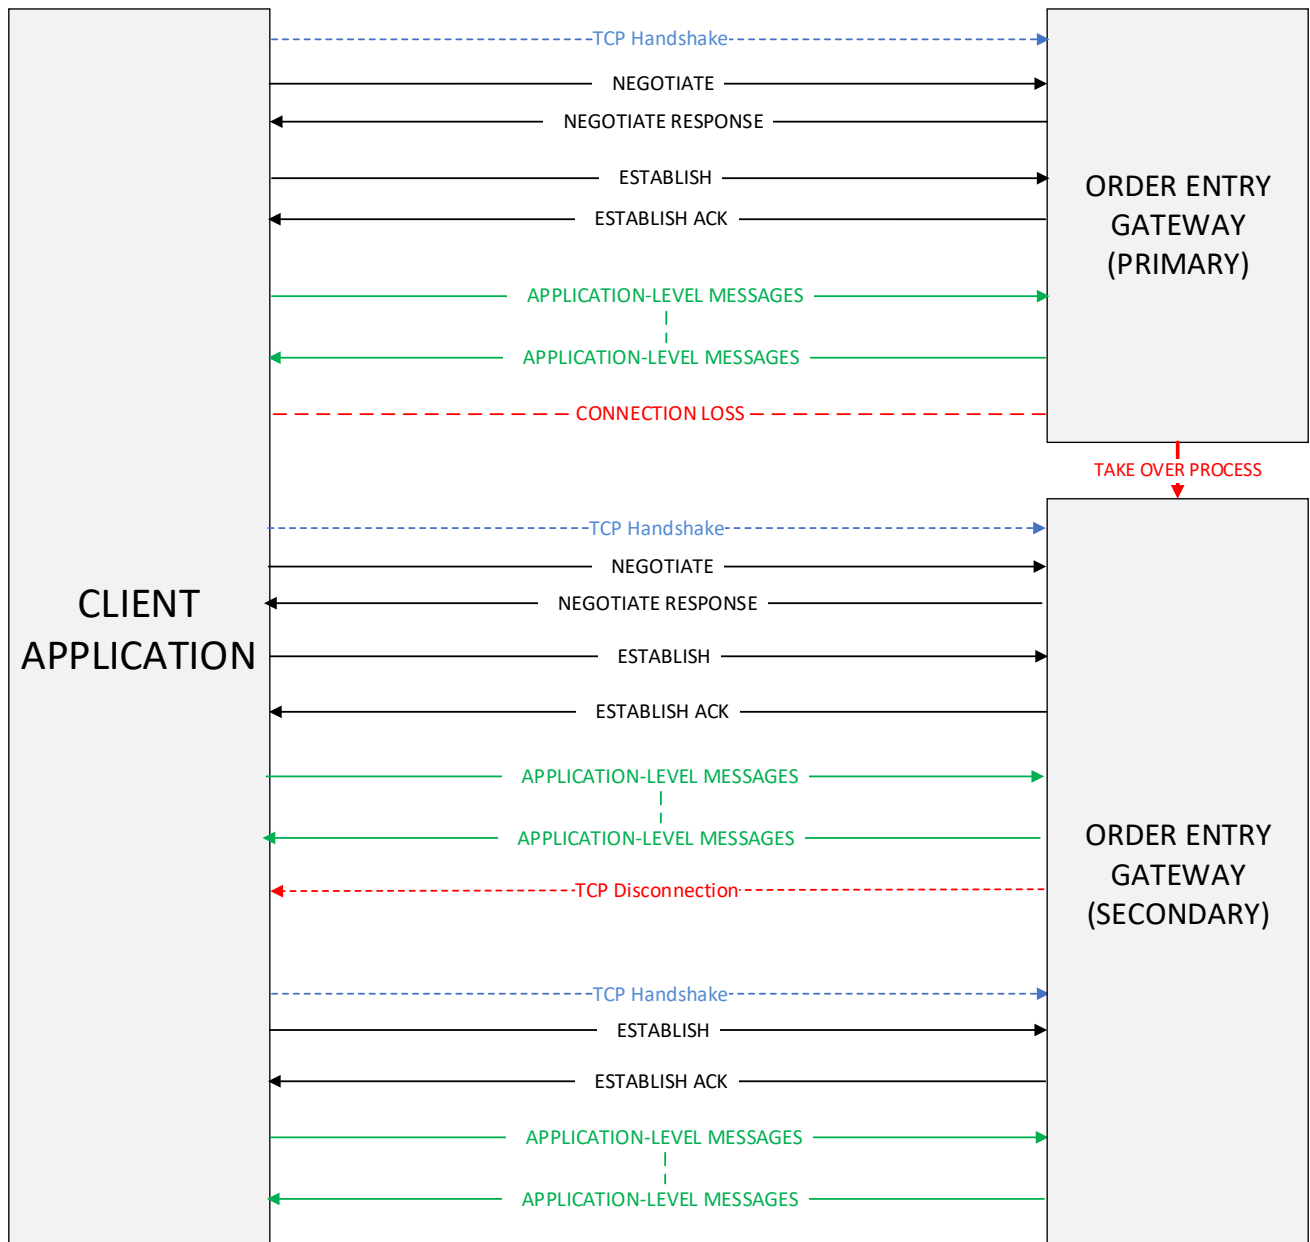 TCP Handshake
NEGOTIATE
NEGOTIATE RESPONSE
ESTABLISH
ESTABLISH ACK
ORDER ENTRY
GATEWAY
(PRIMARY)
APPLICATION-LEVEL MESSAGES
APPLICATION-LEVEL MESSAGES
CONNECTION LOSS
TAKE OVER PROCESS
TCP Handshake
NEGOTIATE
NEGOTIATE RESPONSE
CLIENT
APPLICATION
ESTABLISH
ESTABLISH ACK
APPLICATION-LEVEL MESSAGES
APPLICATION-LEVEL MESSAGES
ORDER ENTRY
GATEWAY
(SECONDARY)
TCP Disconnection
TCP Handshake
ESTABLISH
ESTABLISH ACK
APPLICATION-LEVEL MESSAGES
APPLICATION-LEVEL MESSAGES